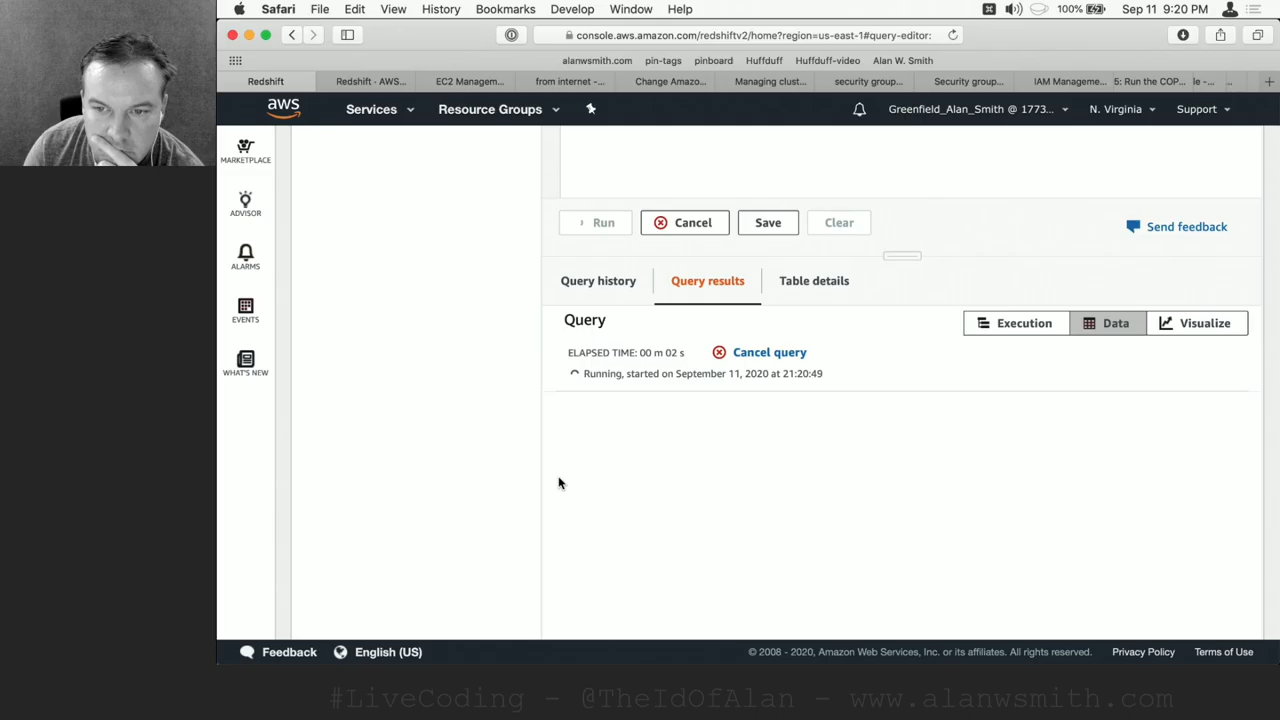 Safari File Edit View History Bookmarks Develop Window Help 100% Sep 11 9:20 PM
console.aws.amazon.com/redshiftv2/home?region=us-east-1#query-editor:
alanwsmith.com pin-tags pinboard Huffduff Huffduff-video Alan W. Smith
Redshift Redshift · AWS... EC2 Managem... from internet -... Change Amazo... Managing clust... security group... Security group... IAM Manageme... 5: Run the COP... le -... ...
aws Services Resource Groups Greenfield_Alan_Smith @ 1773... N. Virginia Support
MARKETPLACE
ADVISOR
ALARMS
EVENTS
WHAT'S NEW
Run Cancel Save Clear Send feedback
Query history Query results Table details
Query Execution Data Visualize
ELAPSED TIME: 00 m 02 s Cancel query
Running, started on September 11, 2020 at 21:20:49
Feedback English (US) © 2008 - 2020, Amazon Web Services, Inc. or its affiliates. All rights reserved. Privacy Policy Terms of Use
#LiveCoding - @TheIdOfAlan - www.alanwsmith.com